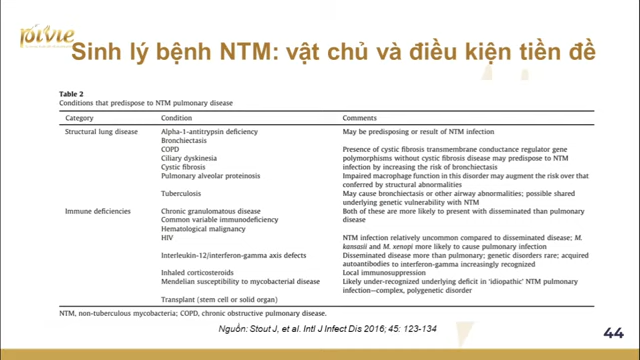 pivie
Sinh lý bệnh NTM: vật chủ và điều kiện tiền đề
Table 2
Conditions that predispose to NTM pulmonary disease
Category Condition Comments
Structural lung disease Alpha-1-antitrypsin deficiency May be predisposing or result of NTM infection
Bronchiectasis
COPD Presence of cystic fibrosis transmembrane conductance regulator gene
Ciliary dyskinesia polymorphisms without cystic fibrosis disease may predispose to NTM
Cystic fibrosis infection by increasing the risk of bronchiectasis
Pulmonary alveolar proteinosis Impaired macrophage function in this disorder may augment the risk over that
conferred by structural abnormalities
Tuberculosis May cause bronchiectasis or other airway abnormalities; possible shared
underlying genetic vulnerability with NTM
Immune deficiencies Chronic granulomatous disease Both of these are more likely to present with disseminated than pulmonary
Common variable immunodeficiency disease
Hematological malignancy
HIV NTM infection relatively uncommon compared to disseminated disease; M.
kansasii and M. xenopi more likely to cause pulmonary infection
Interleukin-12/interferon-gamma axis defects Disseminated disease more than pulmonary; genetic disorders rare; acquired
autoantibodies to interferon-gamma increasingly recognized
Inhaled corticosteroids Local immunosuppression
Mendelian susceptibility to mycobacterial disease Likely under-recognized underlying deficit in 'idiopathic' NTM pulmonary
infection—complex, polygenetic disorder
Transplant (stem cell or solid organ)
NTM, non-tuberculous mycobacteria; COPD, chronic obstructive pulmonary disease.
Nguồn: Stout J, et al. Intl J Infect Dis 2016; 45: 123-134
44